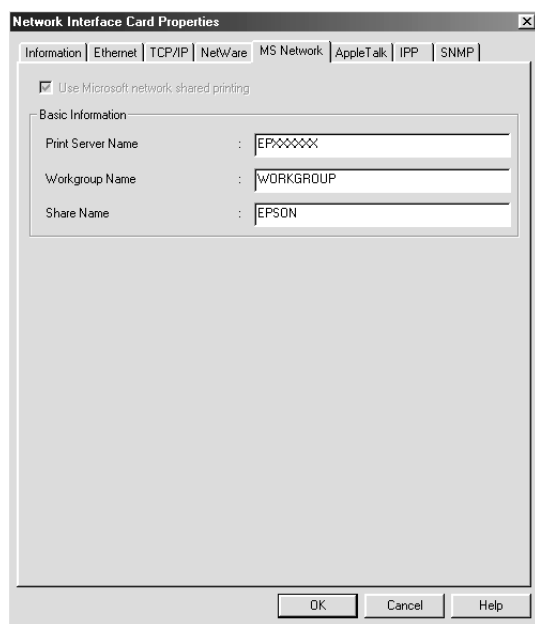 Network Interface Card Properties
Information Ethernet TCP/IP NetWare MS Network AppleTalk IPP SNMP
Use Microsoft network shared printing
Basic Information
Print Server Name : EPXXXXXX
Workgroup Name : WORKGROUP
Share Name : EPSON
OK Cancel Help